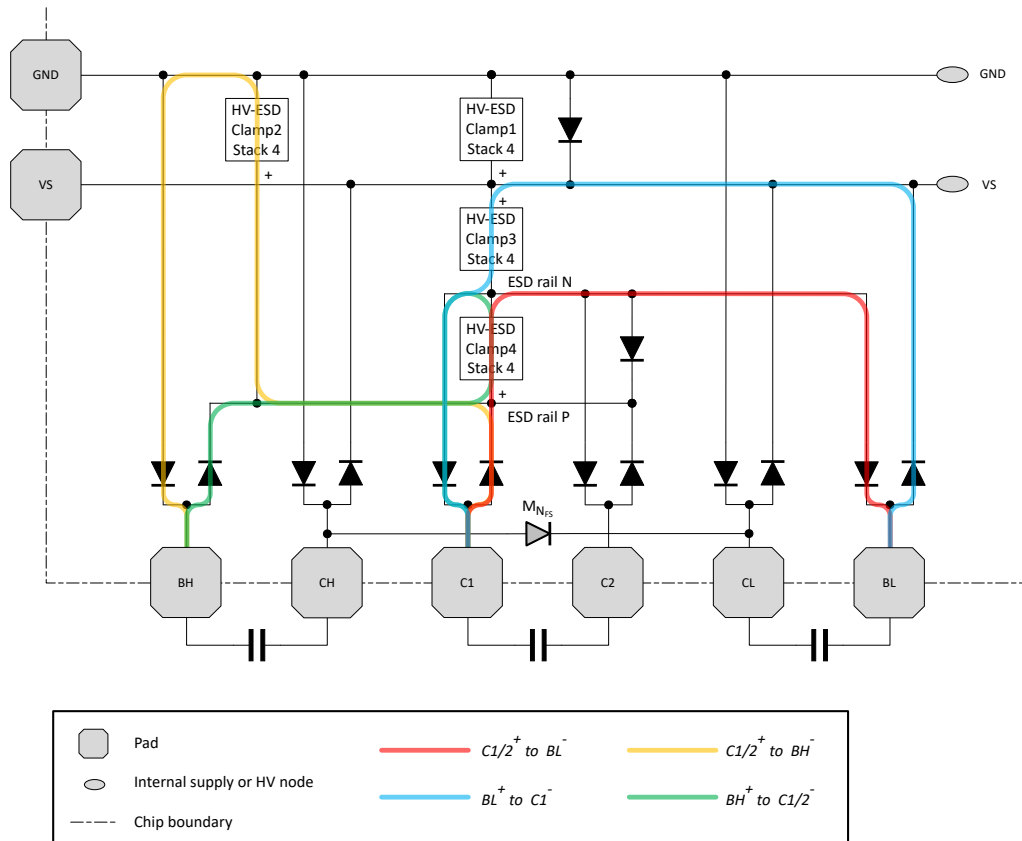 GND
GND
HV-ESD
Clamp2
Stack 4
+
HV-ESD
Clamp1
Stack 4
+
VS
VS
+
HV-ESD
Clamp3
Stack 4
ESD rail N
HV-ESD
Clamp4
Stack 4
+
ESD rail P
MNFS
BH
CH
C1
C2
CL
BL
Pad
C1/2+ to BL-
C1/2+ to BH-
Internal supply or HV node
BL+ to C1-
BH+ to C1/2-
Chip boundary